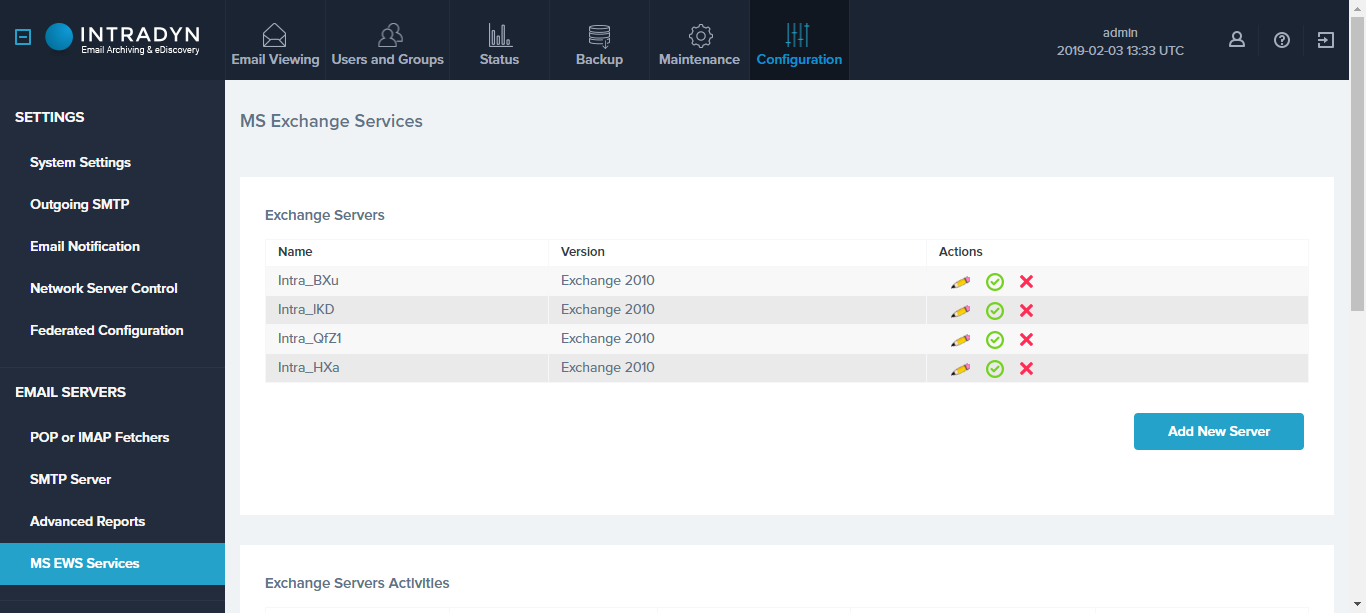 INTRADYN
Email Archiving & eDiscovery
Email Viewing
Users and Groups
Status
Backup
Maintenance
Configuration
admin
2019-02-03 13:33 UTC
SETTINGS
System Settings
Outgoing SMTP
Email Notification
Network Server Control
Federated Configuration
EMAIL SERVERS
POP or IMAP Fetchers
SMTP Server
Advanced Reports
MS EWS Services
MS Exchange Services
Exchange Servers
Name Version Actions
Intra_BXu Exchange 2010
Intra_IKD Exchange 2010
Intra_QfZ1 Exchange 2010
Intra_HXa Exchange 2010
Add New Server
Exchange Servers Activities